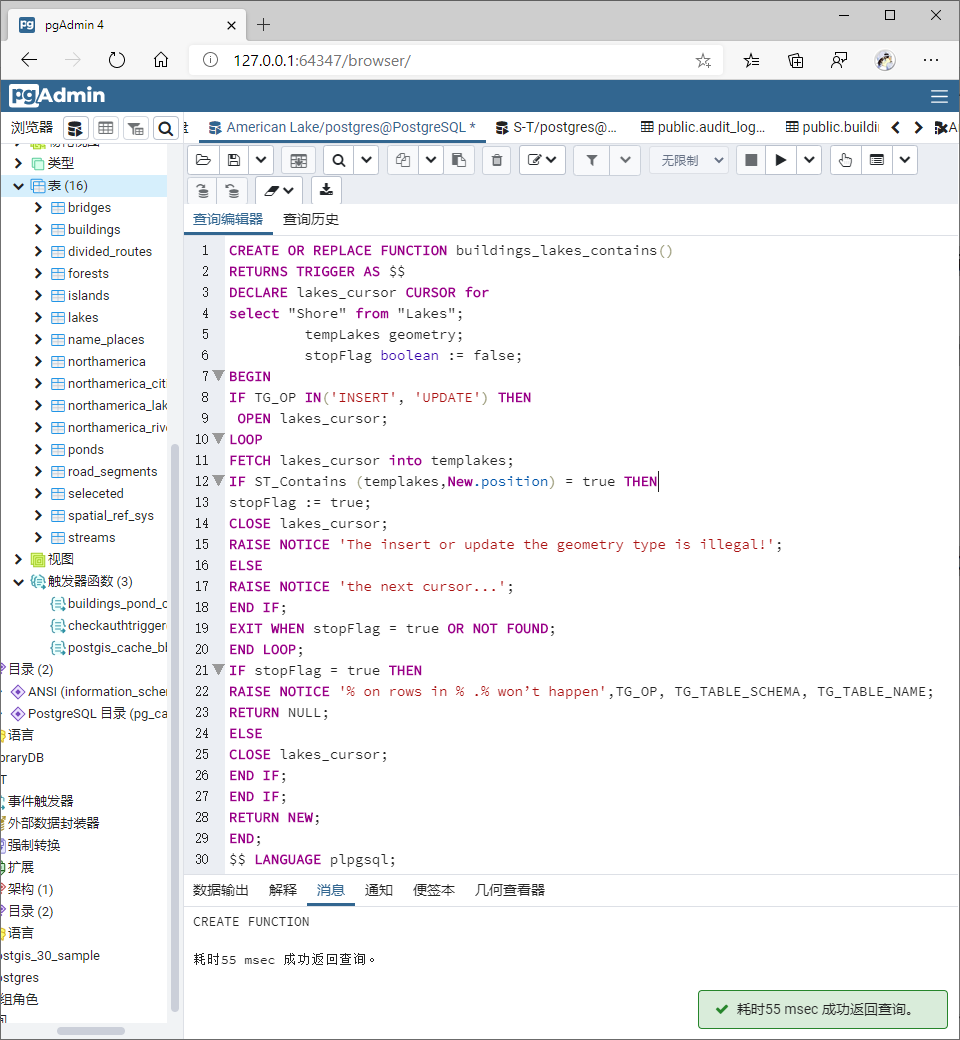 pgAdmin 4
127.0.0.1:64347/browser/
pgAdmin
浏览器
American Lake/postgres@PostgreSQL *
S-T/postgres@...
public.audit_log...
public.buildi
无限制
查询编辑器
查询历史
类型
表 (16)
bridges
buildings
divided_routes
forests
islands
lakes
name_places
northamerica
northamerica_cit
northamerica_lak
northamerica_rive
ponds
road_segments
seleceted
spatial_ref_sys
streams
视图
触发器函数 (3)
buildings_pond_c
checkauthtrigger
postgis_cache_bl
目录 (2)
ANSI (information_schem
PostgreSQL 目录 (pg_ca
语言
braryDB
T
事件触发器
外部数据封装器
强制转换
扩展
架构 (1)
目录 (2)
语言
ostgis_30_sample
ostgres
组角色
1 CREATE OR REPLACE FUNCTION buildings_lakes_contains()
2 RETURNS TRIGGER AS $$
3 DECLARE lakes_cursor CURSOR for
4 select "Shore" from "Lakes";
5 tempLakes geometry;
6 stopFlag boolean := false;
7 BEGIN
8 IF TG_OP IN('INSERT', 'UPDATE') THEN
9 OPEN lakes_cursor;
10 LOOP
11 FETCH lakes_cursor into templakes;
12 IF ST_Contains (templakes,New.position) = true THEN
13 stopFlag := true;
14 CLOSE lakes_cursor;
15 RAISE NOTICE 'The insert or update the geometry type is illegal!';
16 ELSE
17 RAISE NOTICE 'the next cursor...';
18 END IF;
19 EXIT WHEN stopFlag = true OR NOT FOUND;
20 END LOOP;
21 IF stopFlag = true THEN
22 RAISE NOTICE '% on rows in % .% won’t happen',TG_OP, TG_TABLE_SCHEMA, TG_TABLE_NAME;
23 RETURN NULL;
24 ELSE
25 CLOSE lakes_cursor;
26 END IF;
27 END IF;
28 RETURN NEW;
29 END;
30 $$ LANGUAGE plpgsql;
数据输出 解释 消息 通知 便签本 几何查看器
CREATE FUNCTION
耗时55 msec 成功返回查询。
耗时55 msec 成功返回查询。